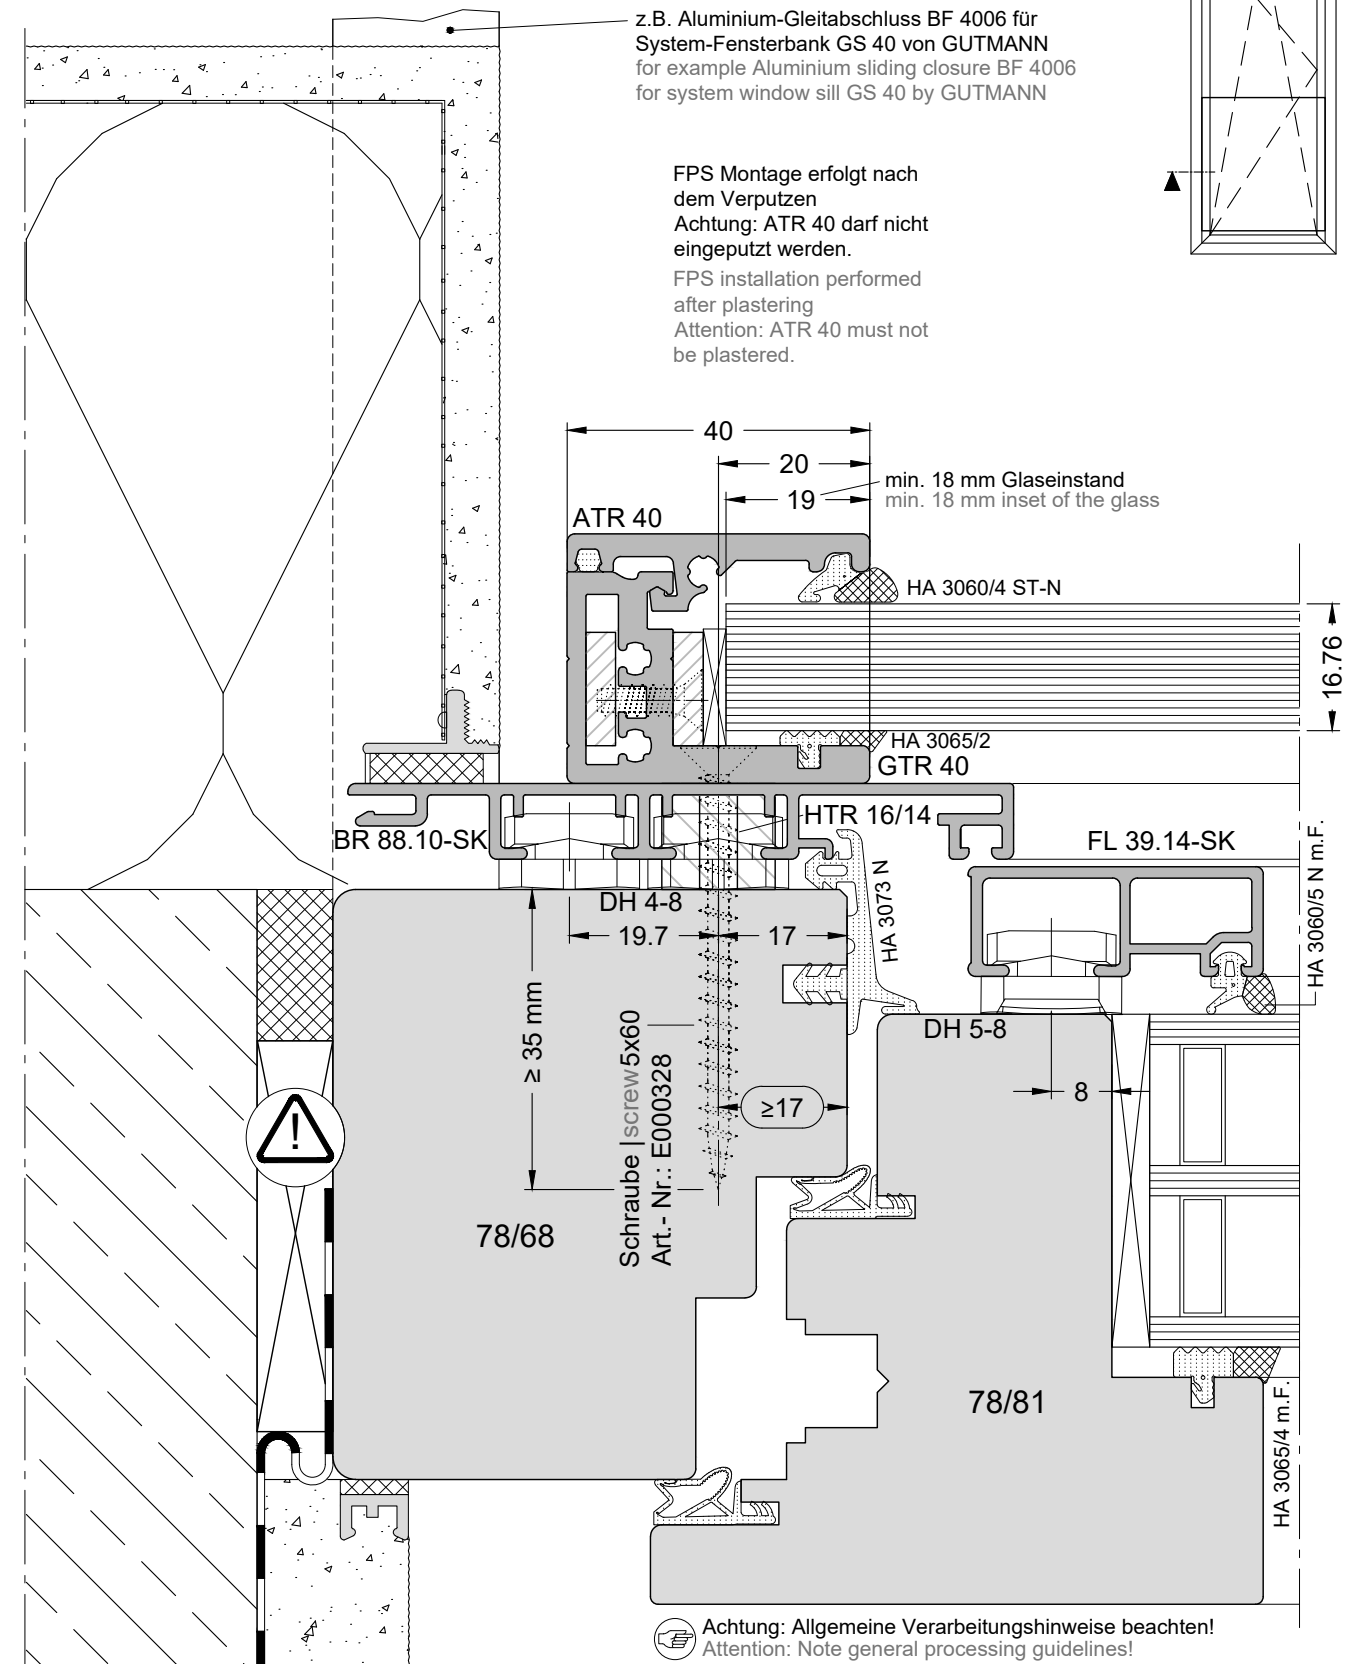 z.B. Aluminium-Gleitabschluss BF 4006 für
System-Fensterbank GS 40 von GUTMANN
for example Aluminium sliding closure BF 4006
for system window sill GS 40 by GUTMANN
FPS Montage erfolgt nach
dem Verputzen
Achtung: ATR 40 darf nicht
eingeputzt werden.
FPS installation performed
after plastering
Attention: ATR 40 must not
be plastered.
40
20
19
min. 18 mm Glaseinstand
min. 18 mm inset of the glass
ATR 40
HA 3060/4 ST-N
16.76
HA 3065/2
GTR 40
HTR 16/14
BR 88.10-SK
FL 39.14-SK
HA 3060/5 N m.F.
HA 3073 N
DH 4-8
19.7
17
≥ 35 mm
DH 5-8
Schraube | screw 5x60
Art.- Nr.: E000328
≥17
8
!
78/68
78/81
HA 3065/4 m.F.
Achtung: Allgemeine Verarbeitungshinweise beachten!
Attention: Note general processing guidelines!